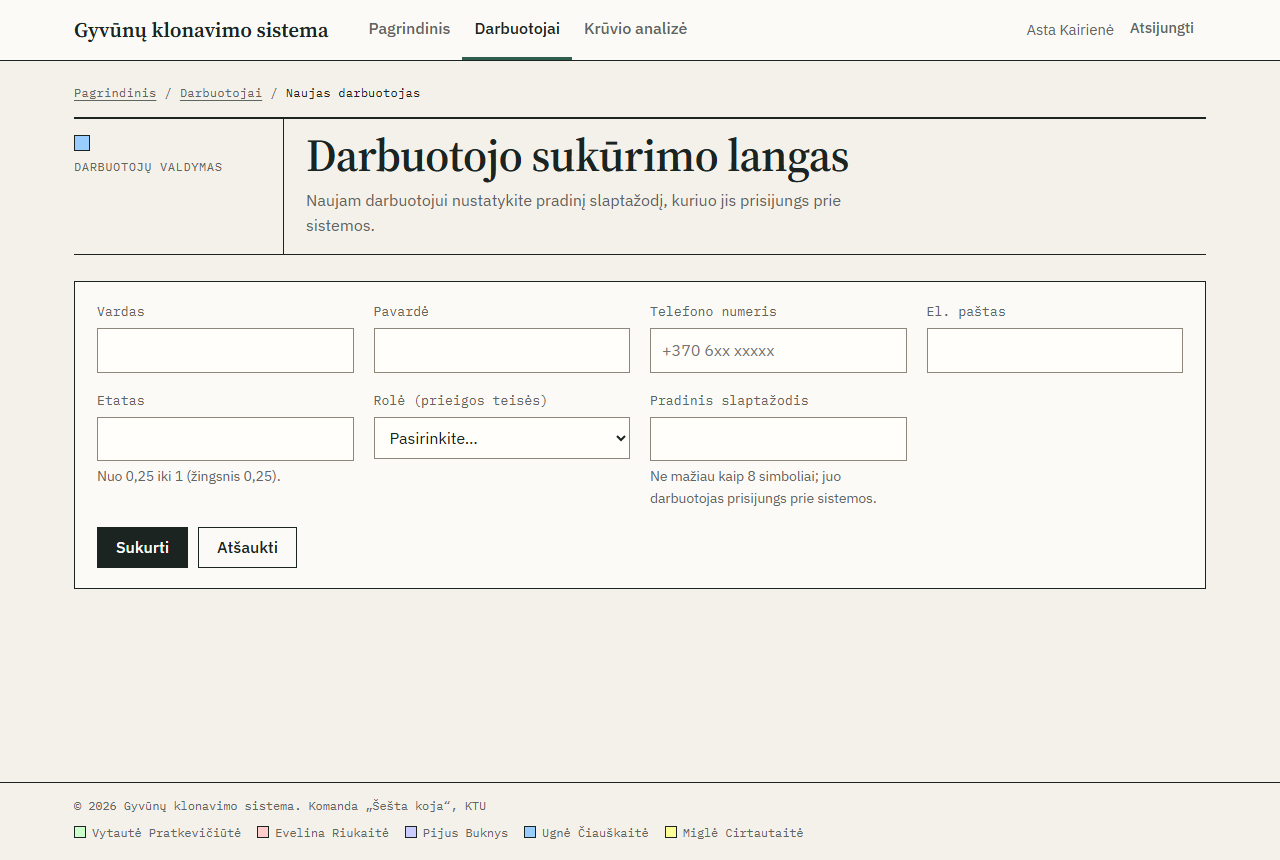 Gyvūnų klonavimo sistema Pagrindinis Darbuotojai Krūvio analizė Asta Kairienė Atsijungti
Pagrindinis / Darbuotojai / Naujas darbuotojas
DARBUOTOJŲ VALDYMAS
Darbuotojo sukūrimo langas
Naujam darbuotojui nustatykite pradinį slaptažodį, kuriuo jis prisijungs prie
sistemos.
Vardas Pavardė Telefono numeris El. paštas
+370 6xx xxxxx
Etatas Rolė (prieigos teisės) Pradinis slaptažodis
Pasirinkite...
Nuo 0,25 iki 1 (žingsnis 0,25). Ne mažiau kaip 8 simboliai; juo
darbuotojas prisijungs prie sistemos.
Sukurti Atšaukti
© 2026 Gyvūnų klonavimo sistema. Komanda „Šešta koja“, KTU
Vytautė Pratkevičiūtė Evelina Riukaitė Pijus Buknys Ugnė Čiauškaitė Miglė Cirtautaitė